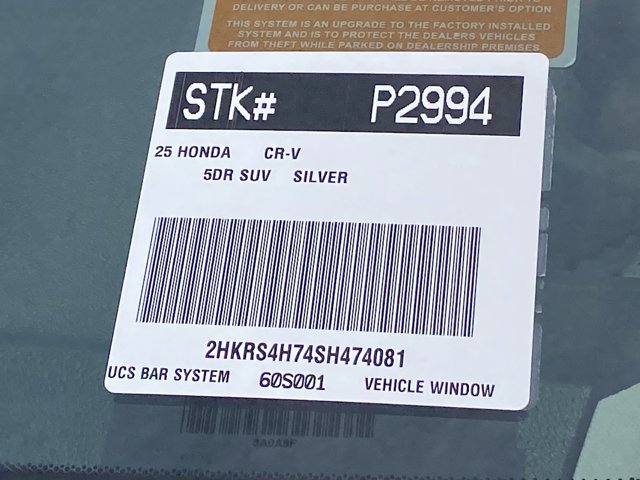 DELIVERY OR CAN BE PURCHASED AT CUSTOMER'S OPTION
THIS SYSTEM IS AN UPGRADE TO THE FACTORY INSTALLED
SYSTEM AND IS TO PROTECT THE DEALERS VEHICLES
FROM THEFT WHILE PARKED ON DEALERSHIP PREMISES
STK# P2994
25 HONDA CR-V
5DR SUV SILVER
2HKRS4H74SH474081
UCS BAR SYSTEM 60S001 VEHICLE WINDOW